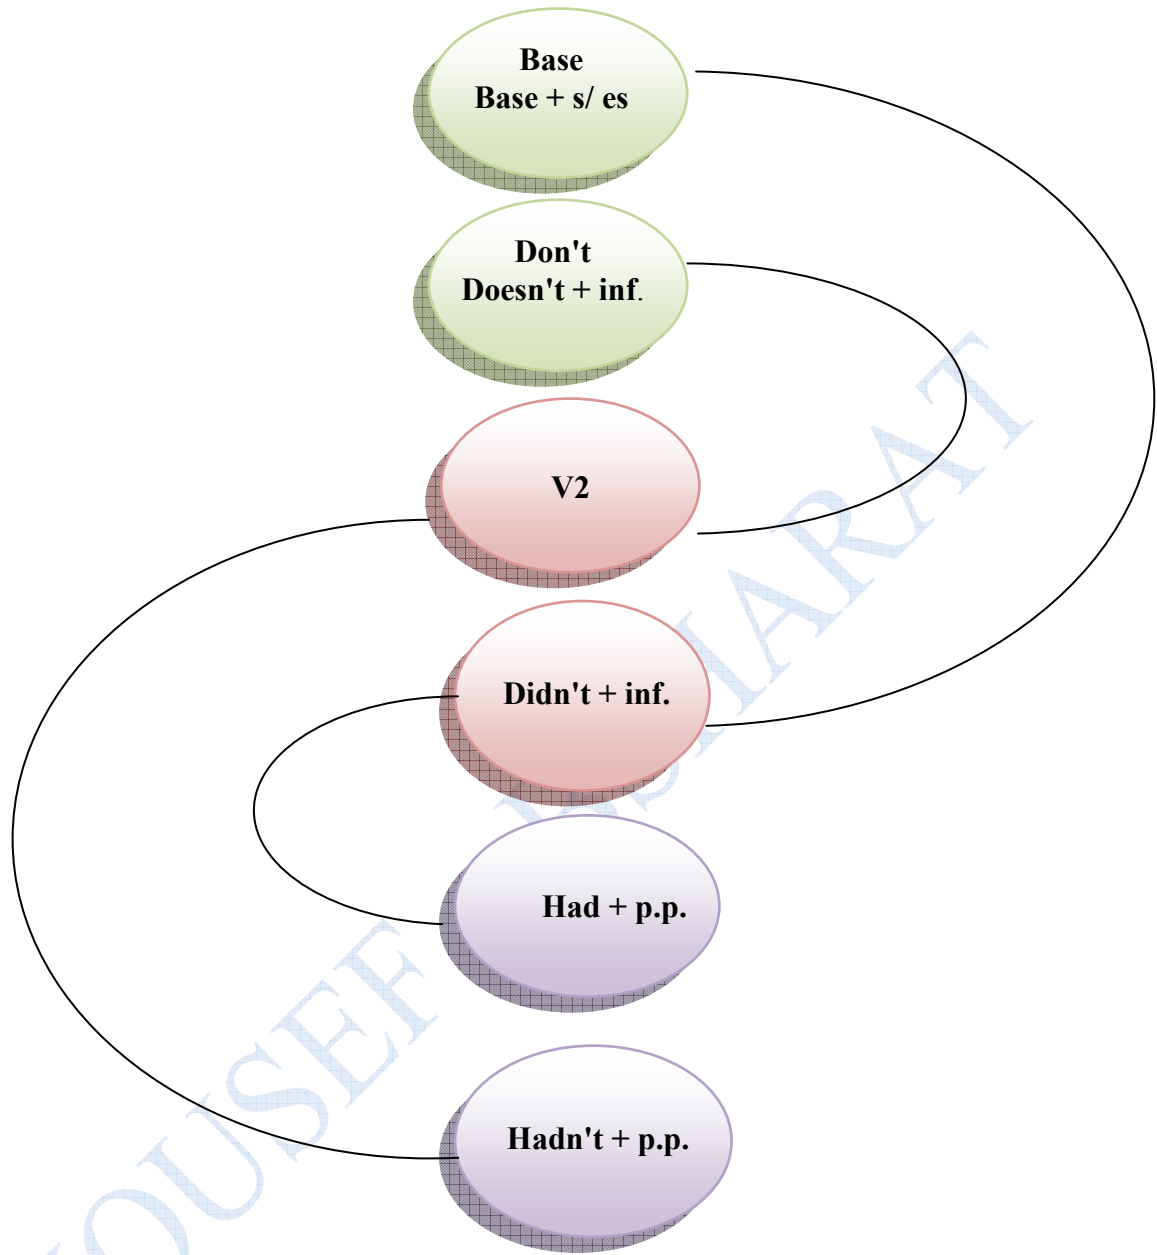 Base
Base + s/ es
Don't
Doesn't + inf.
V2
Didn't + inf.
Had + p.p.
Hadn't + p.p.